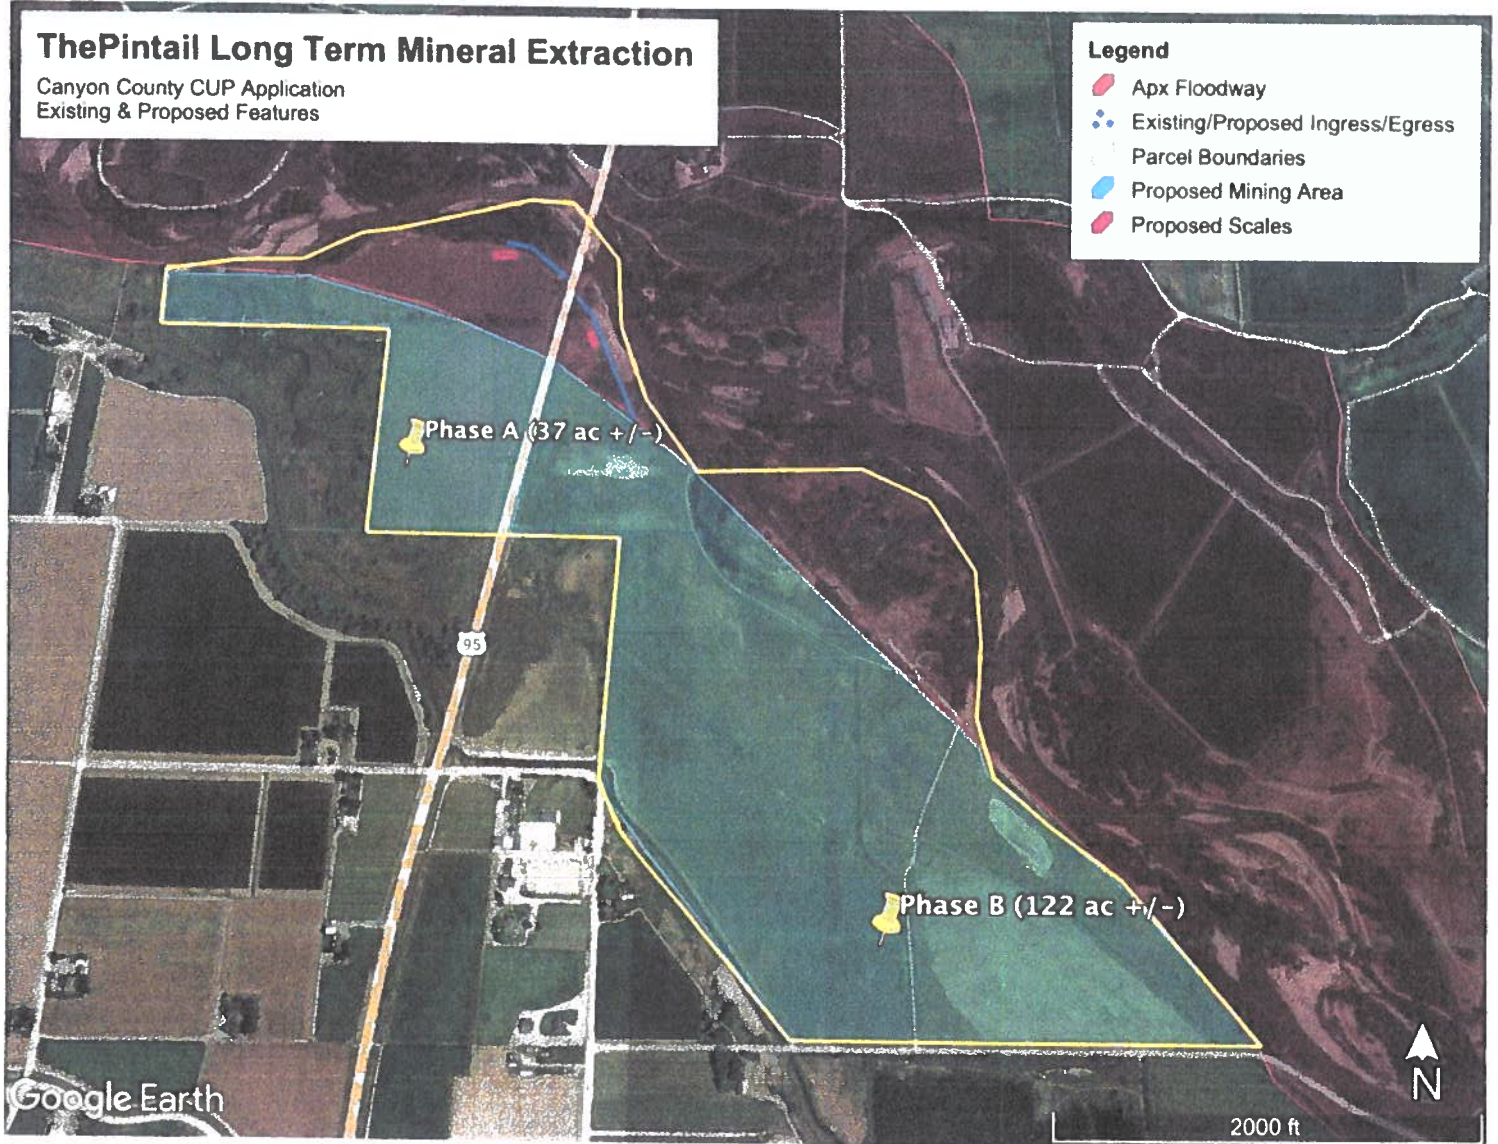 ThePintail Long Term Mineral Extraction
Canyon County CUP Application
Existing & Proposed Features
Legend
Apx Floodway
Existing/Proposed Ingress/Egress
Parcel Boundaries
Proposed Mining Area
Proposed Scales
Phase A (37 ac +/-)
95
Phase B (122 ac +/-)
Google Earth
N
2000 ft